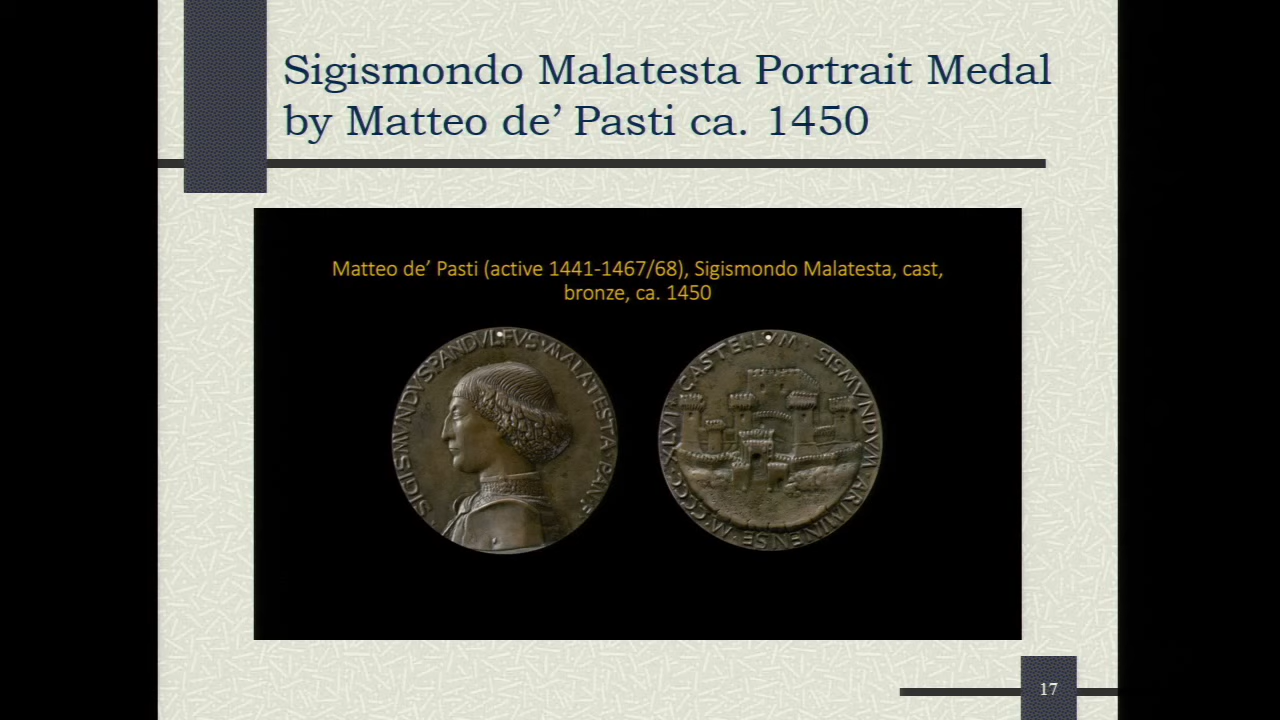 Sigismondo Malatesta Portrait Medal
by Matteo de’ Pasti ca. 1450
Matteo de’ Pasti (active 1441-1467/68), Sigismondo Malatesta, cast,
bronze, ca. 1450
SIGISMVNDVS·PANDVLFVS·MALATESTA·PAN·F·
CASTELLVM·SISMVNDVM·ARIMINENSE·M·CCCC·XLVI·
17